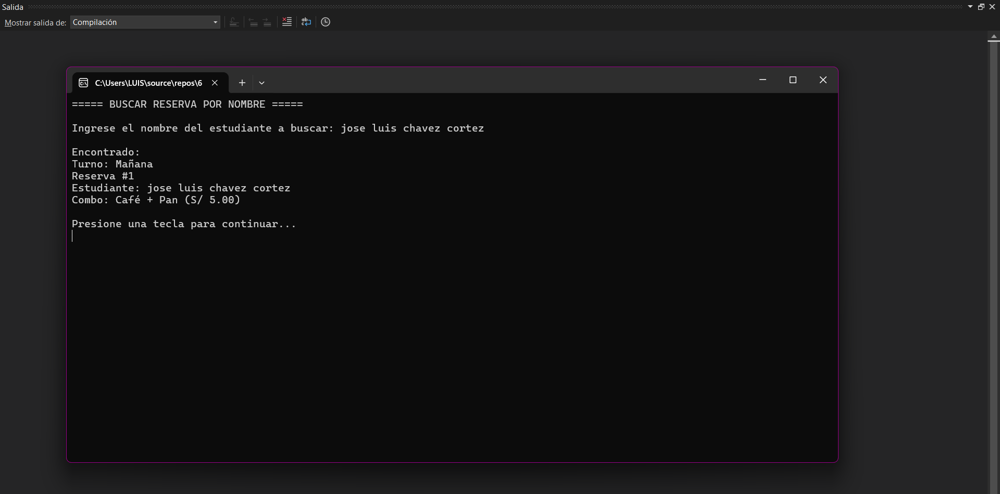 Salida
Mostrar salida de: Compilación
C:\Users\LUIS\source\repos\6
===== BUSCAR RESERVA POR NOMBRE =====
Ingrese el nombre del estudiante a buscar: jose luis chavez cortez
Encontrado:
Turno: Mañana
Reserva #1
Estudiante: jose luis chavez cortez
Combo: Café + Pan (S/ 5.00)
Presione una tecla para continuar...